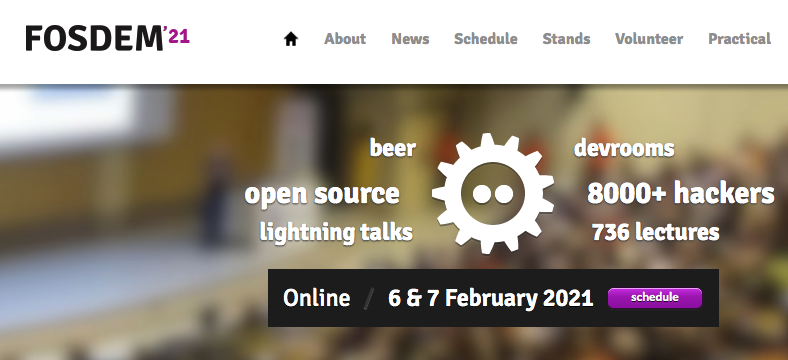 FOSDEM'21
About News Schedule Stands Volunteer Practical
beer devrooms
open source 8000+ hackers
lightning talks 736 lectures
Online / 6 & 7 February 2021 schedule